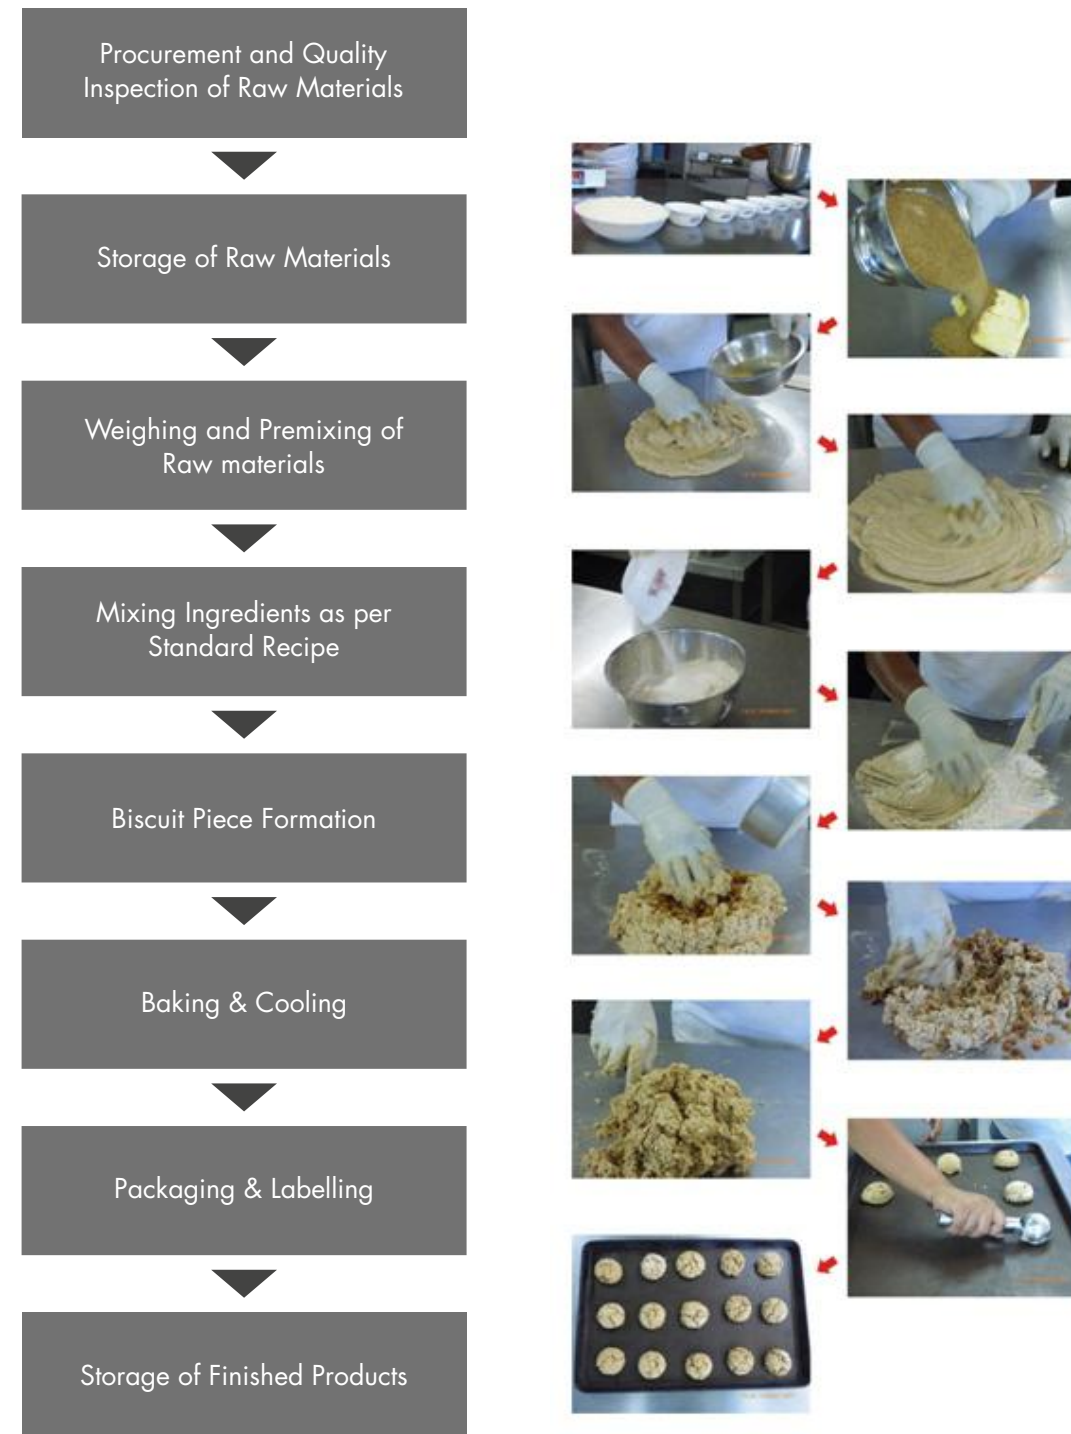 Procurement and Quality
Inspection of Raw Materials
Storage of Raw Materials
Weighing and Premixing of
Raw materials
Mixing Ingredients as per
Standard Recipe
Biscuit Piece Formation
Baking & Cooling
Packaging & Labelling
Storage of Finished Products